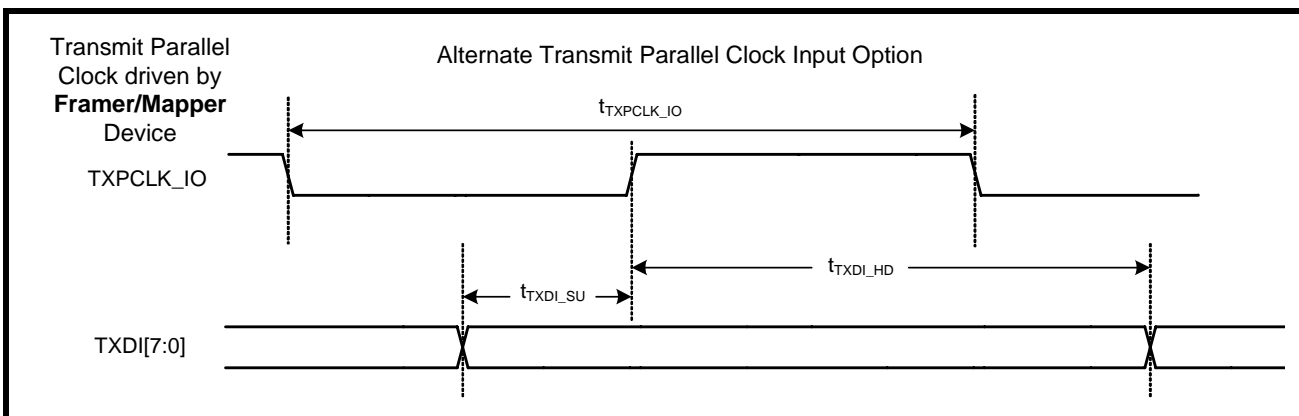 Transmit Parallel
Clock driven by
Framer/Mapper
Device
Alternate Transmit Parallel Clock Input Option
tTXPCLK_IO
TXPCLK_IO
tTXDI_HD
tTXDI_SU
TXDI[7:0]